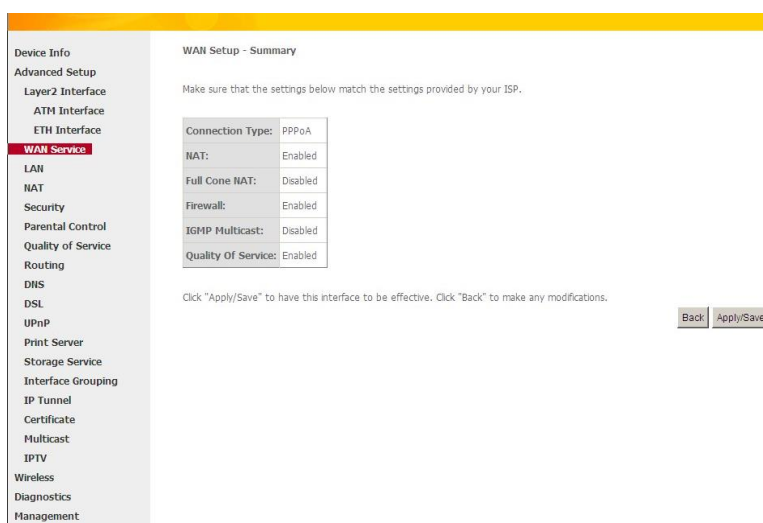 Device Info
Advanced Setup
Layer2 Interface
ATM Interface
ETH Interface
WAN Service
LAN
NAT
Security
Parental Control
Quality of Service
Routing
DNS
DSL
UPnP
Print Server
Storage Service
Interface Grouping
IP Tunnel
Certificate
Multicast
IPTV
Wireless
Diagnostics
Management
WAN Setup - Summary
Make sure that the settings below match the settings provided by your ISP.
Connection Type: PPPoA
NAT: Enabled
Full Cone NAT: Disabled
Firewall: Enabled
IGMP Multicast: Disabled
Quality Of Service: Enabled
Click "Apply/Save" to have this interface to be effective. Click "Back" to make any modifications.
Back Apply/Save